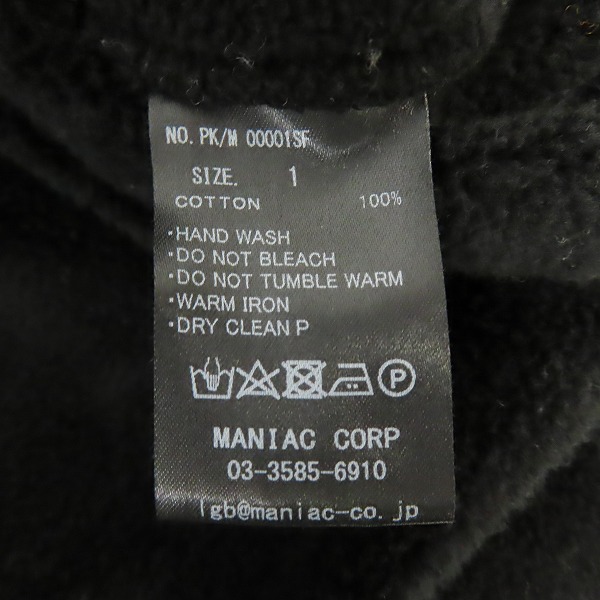 NO. PK/M 00001SF
SIZE. 1
COTTON 100%
・HAND WASH
・DO NOT BLEACH
・DO NOT TUMBLE WARM
・WARM IRON
・DRY CLEAN P
P
MANIAC CORP
03-3585-6910
lgb@maniac-co.jp